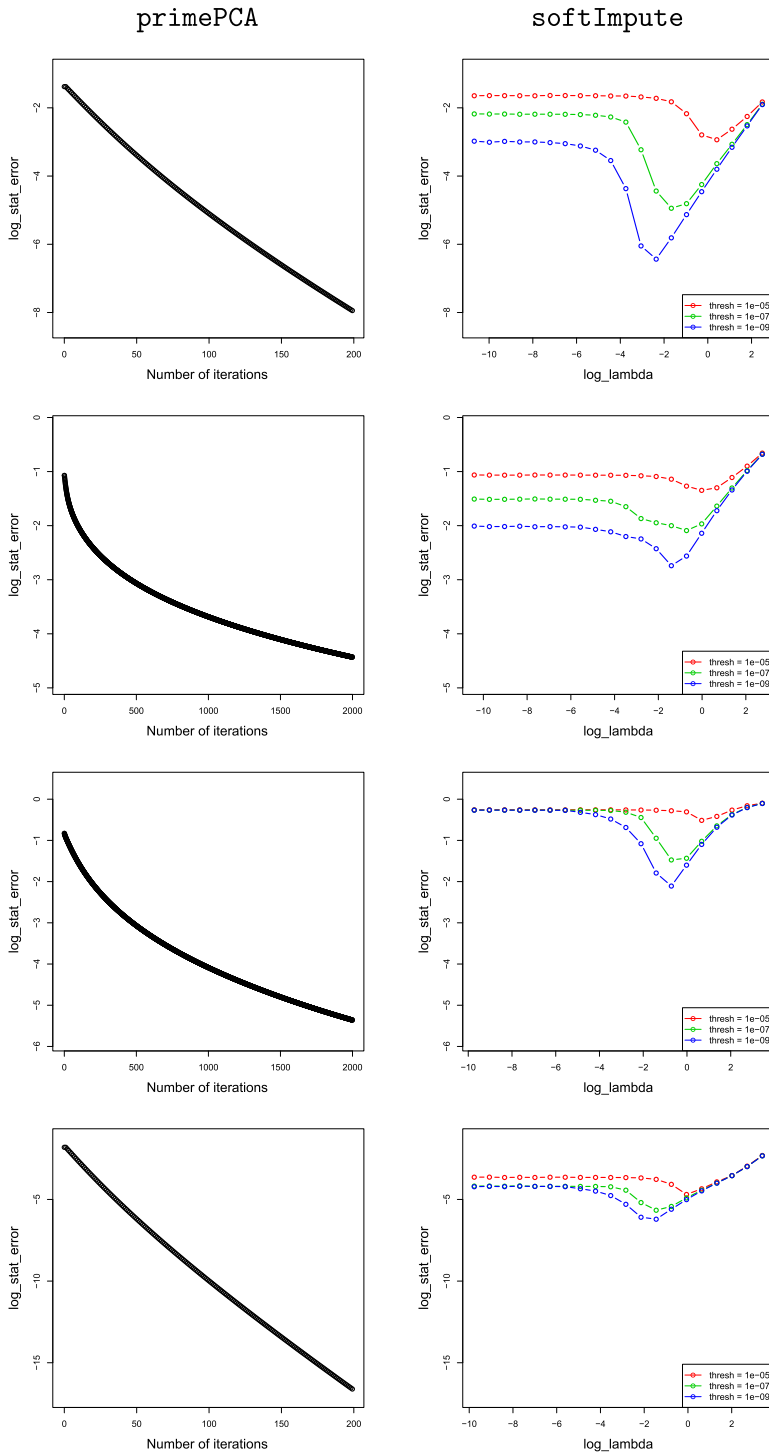 primePCA softImpute
log_stat_error
−2
−4
−6
−8
0 50 100 150 200
Number of iterations
log_stat_error
−2
−4
−6
−8
thresh = 1e−05
thresh = 1e−07
thresh = 1e−09
−10 −8 −6 −4 −2 0 2
log_lambda
log_stat_error
0
−1
−2
−3
−4
−5
0 500 1000 1500 2000
Number of iterations
log_stat_error
0
−1
−2
−3
−4
−5
thresh = 1e−05
thresh = 1e−07
thresh = 1e−09
−10 −8 −6 −4 −2 0 2
log_lambda
log_stat_error
0
−1
−2
−3
−4
−5
−6
0 500 1000 1500 2000
Number of iterations
log_stat_error
0
−1
−2
−3
−4
−5
−6
thresh = 1e−05
thresh = 1e−07
thresh = 1e−09
−10 −8 −6 −4 −2 0 2
log_lambda
log_stat_error
−5
−10
−15
0 50 100 150 200
Number of iterations
log_stat_error
−5
−10
−15
thresh = 1e−05
thresh = 1e−07
thresh = 1e−09
−10 −8 −6 −4 −2 0 2
log_lambda